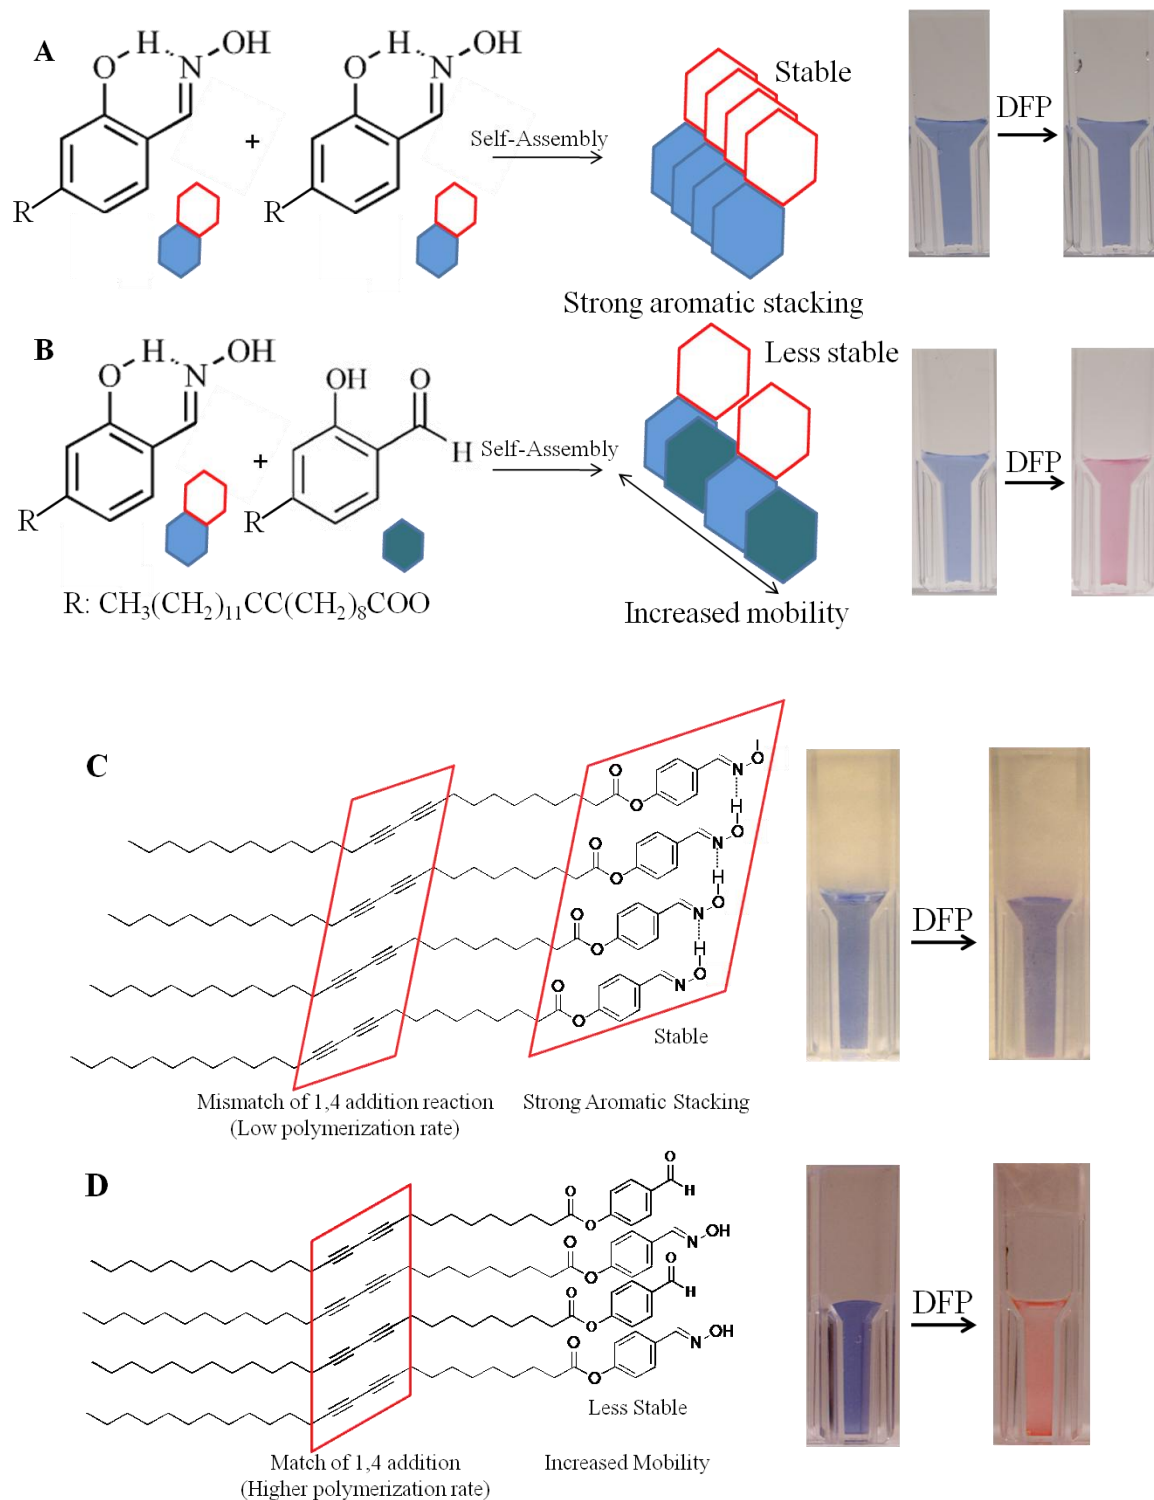 A
H
OH
O
N
R
+
H
OH
O
N
R
Self-Assembly
Stable
Strong aromatic stacking
DFP
B
H
OH
O
N
R
+
OH
O
H
R
Self-Assembly
Less stable
Increased mobility
DFP
R: CH3(CH2)11CC(CH2)8COO
C
O
O
N
O
H
O
O
O
N
H
O
O
O
N
H
O
O
O
N
O
Stable
Mismatch of 1,4 addition reaction
(Low polymerization rate)
Strong Aromatic Stacking
DFP
D
O
O
O
H
O
O
N
OH
O
O
O
H
O
O
N
OH
Less Stable
Match of 1,4 addition
(Higher polymerization rate)
Increased Mobility
DFP